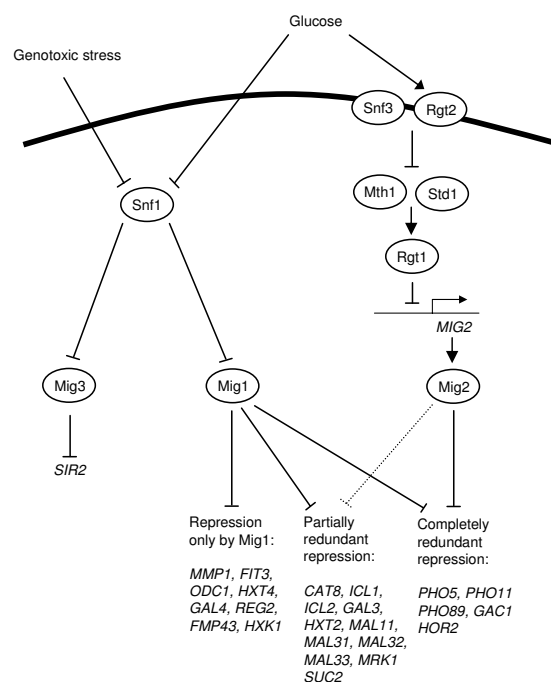 Glucose
Genotoxic stress
Snf3
Rgt2
Mth1
Std1
Snf1
Rgt1
MIG2
Mig3
Mig1
Mig2
SIR2
Repression
only by Mig1:
MMP1, FIT3,
ODC1, HXT4,
GAL4, REG2,
FMP43, HXK1
Partially
redundant
repression:
CAT8, ICL1,
ICL2, GAL3,
HXT2, MAL11,
MAL31, MAL32,
MAL33, MRK1
SUC2
Completely
redundant
repression:
PHO5, PHO11
PHO89, GAC1
HOR2